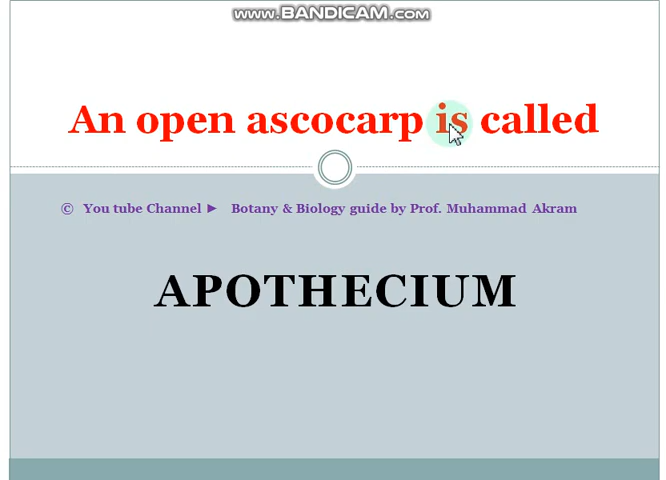 www.BANDICAM.com
An open ascocarp is called
© You tube Channel ► Botany & Biology guide by Prof. Muhammad Akram
APOTHECIUM